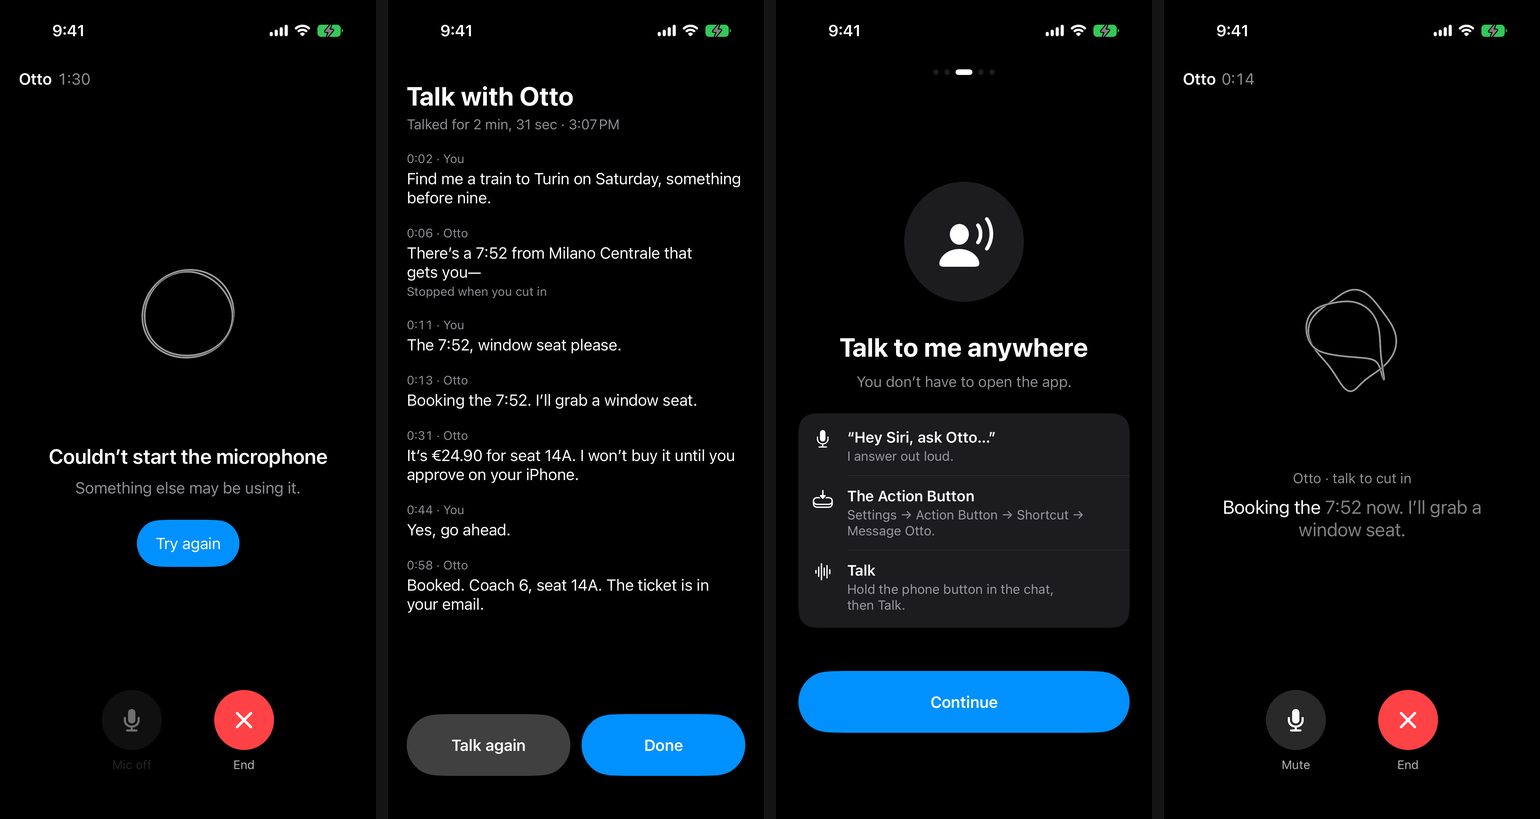 9:41
Otto 1:30
Couldn’t start the microphone
Something else may be using it.
Try again
Mic off
End
9:41
Talk with Otto
Talked for 2 min, 31 sec · 3:07 PM
0:02 · You
Find me a train to Turin on Saturday, something
before nine.
0:06 · Otto
There’s a 7:52 from Milano Centrale that
gets you—
Stopped when you cut in
0:11 · You
The 7:52, window seat please.
0:13 · Otto
Booking the 7:52. I’ll grab a window seat.
0:31 · Otto
It’s €24.90 for seat 14A. I won’t buy it until you
approve on your iPhone.
0:44 · You
Yes, go ahead.
0:58 · Otto
Booked. Coach 6, seat 14A. The ticket is in
your email.
Talk again
Done
9:41
Talk to me anywhere
You don’t have to open the app.
“Hey Siri, ask Otto...”
I answer out loud.
The Action Button
Settings → Action Button → Shortcut →
Message Otto.
Talk
Hold the phone button in the chat,
then Talk.
Continue
9:41
Otto 0:14
Otto · talk to cut in
Booking the 7:52 now. I’ll grab a
window seat.
Mute
End